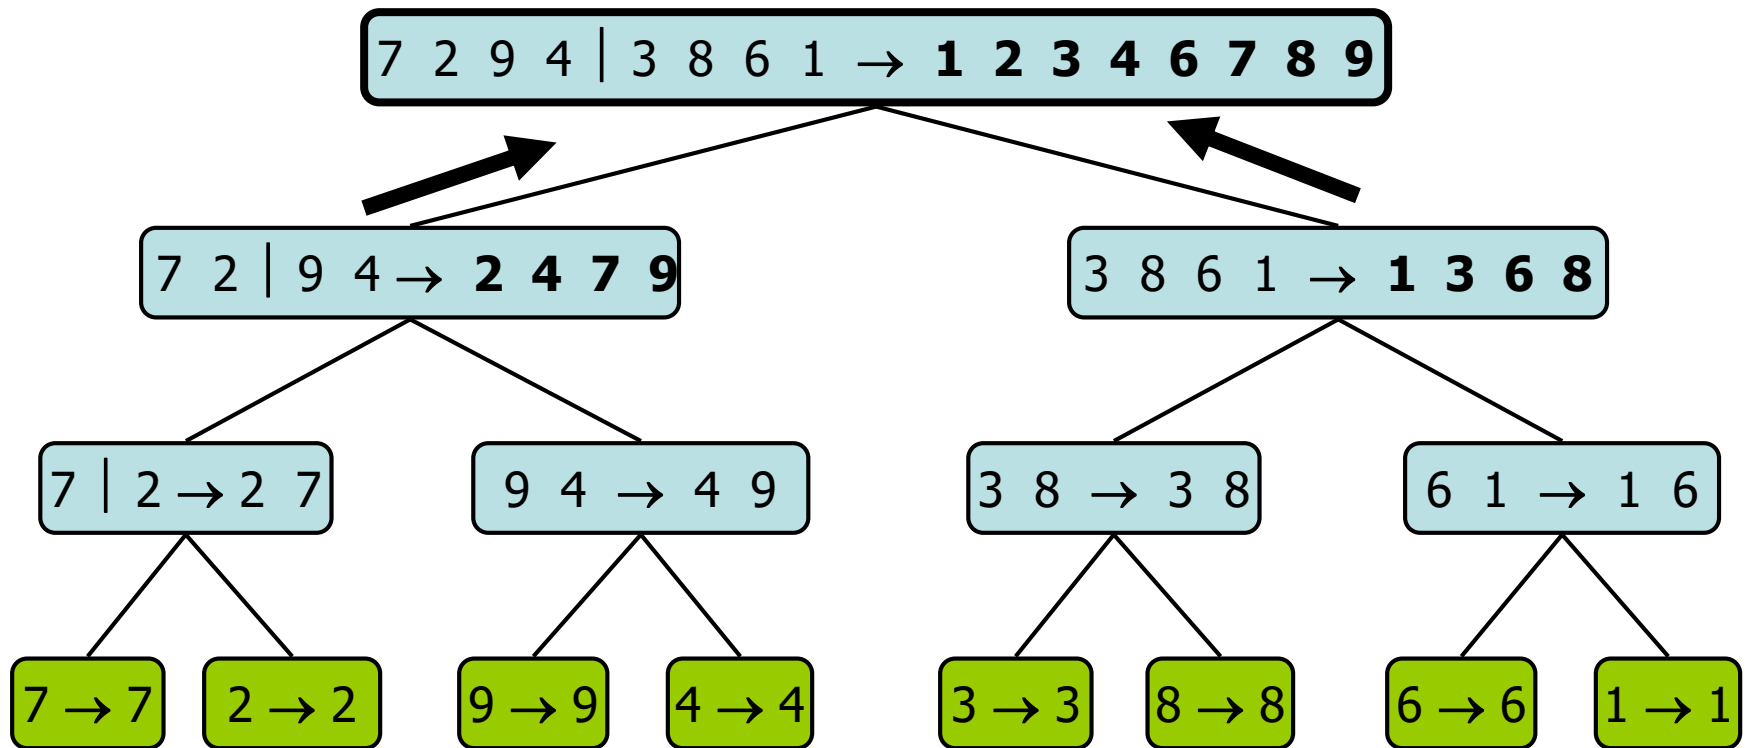 7 2 9 4 | 3 8 6 1 → 1 2 3 4 6 7 8 9
7 2 | 9 4 → 2 4 7 9
3 8 6 1 → 1 3 6 8
7 | 2 → 2 7
9 4 → 4 9
3 8 → 3 8
6 1 → 1 6
7 → 7
2 → 2
9 → 9
4 → 4
3 → 3
8 → 8
6 → 6
1 → 1